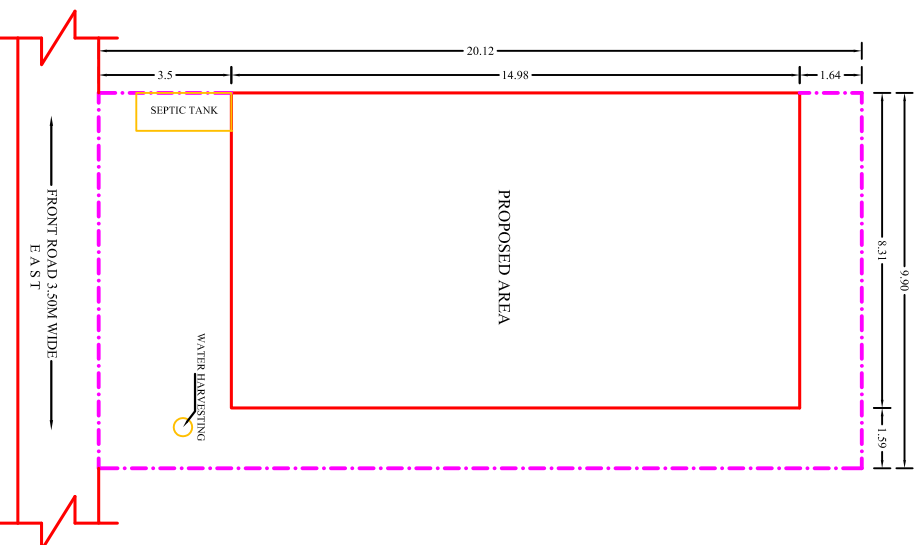 20.12
3.5
14.98
1.64
SEPTIC TANK
PROPOSED AREA
8.31
9.90
FRONT ROAD 3.50M WIDE
EAST
WATER HARVESTING
1.59